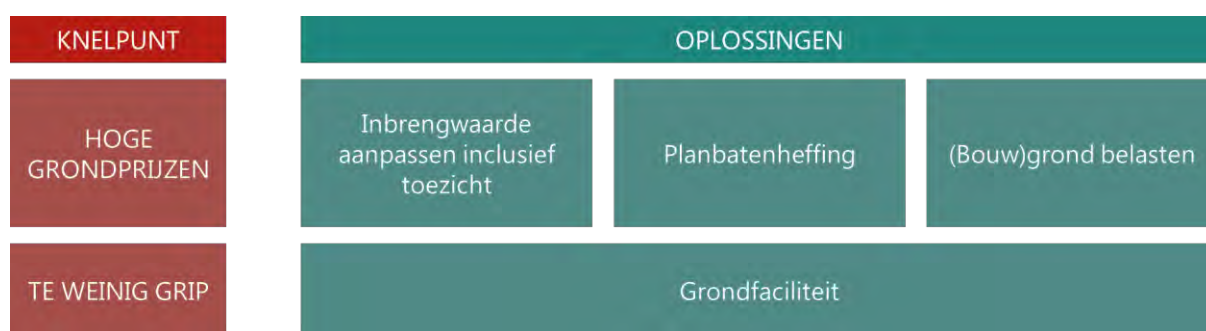 KNELPUNT
OPLOSSINGEN
HOGE
GRONDPRIJZEN
Inbrengwaarde
aanpassen inclusief
toezicht
Planbatenheffing
(Bouw)grond belasten
TE WEINIG GRIP
Grondfaciliteit